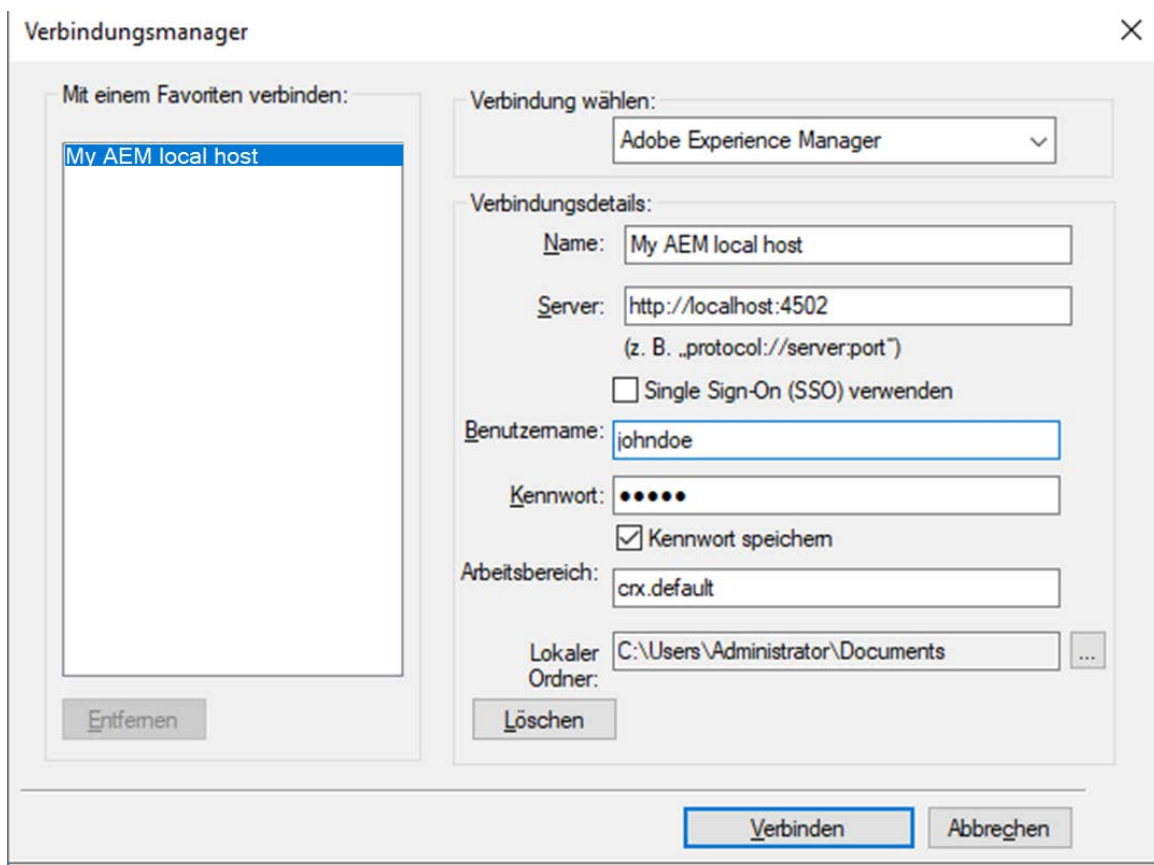 Verbindungsmanager
Mit einem Favoriten verbinden:
My AEM local host
Entfernen
Verbindung wählen:
Adobe Experience Manager
Verbindungsdetails:
Name: My AEM local host
Server: http://localhost:4502
(z. B. „protocol://server:port“)
Single Sign-On (SSO) verwenden
Benutzername: johndoe
Kennwort: •••••
Kennwort speichern
Arbeitsbereich: crx.default
Lokaler Ordner: C:\Users\Administrator\Documents ...
Löschen
Verbinden Abbrechen